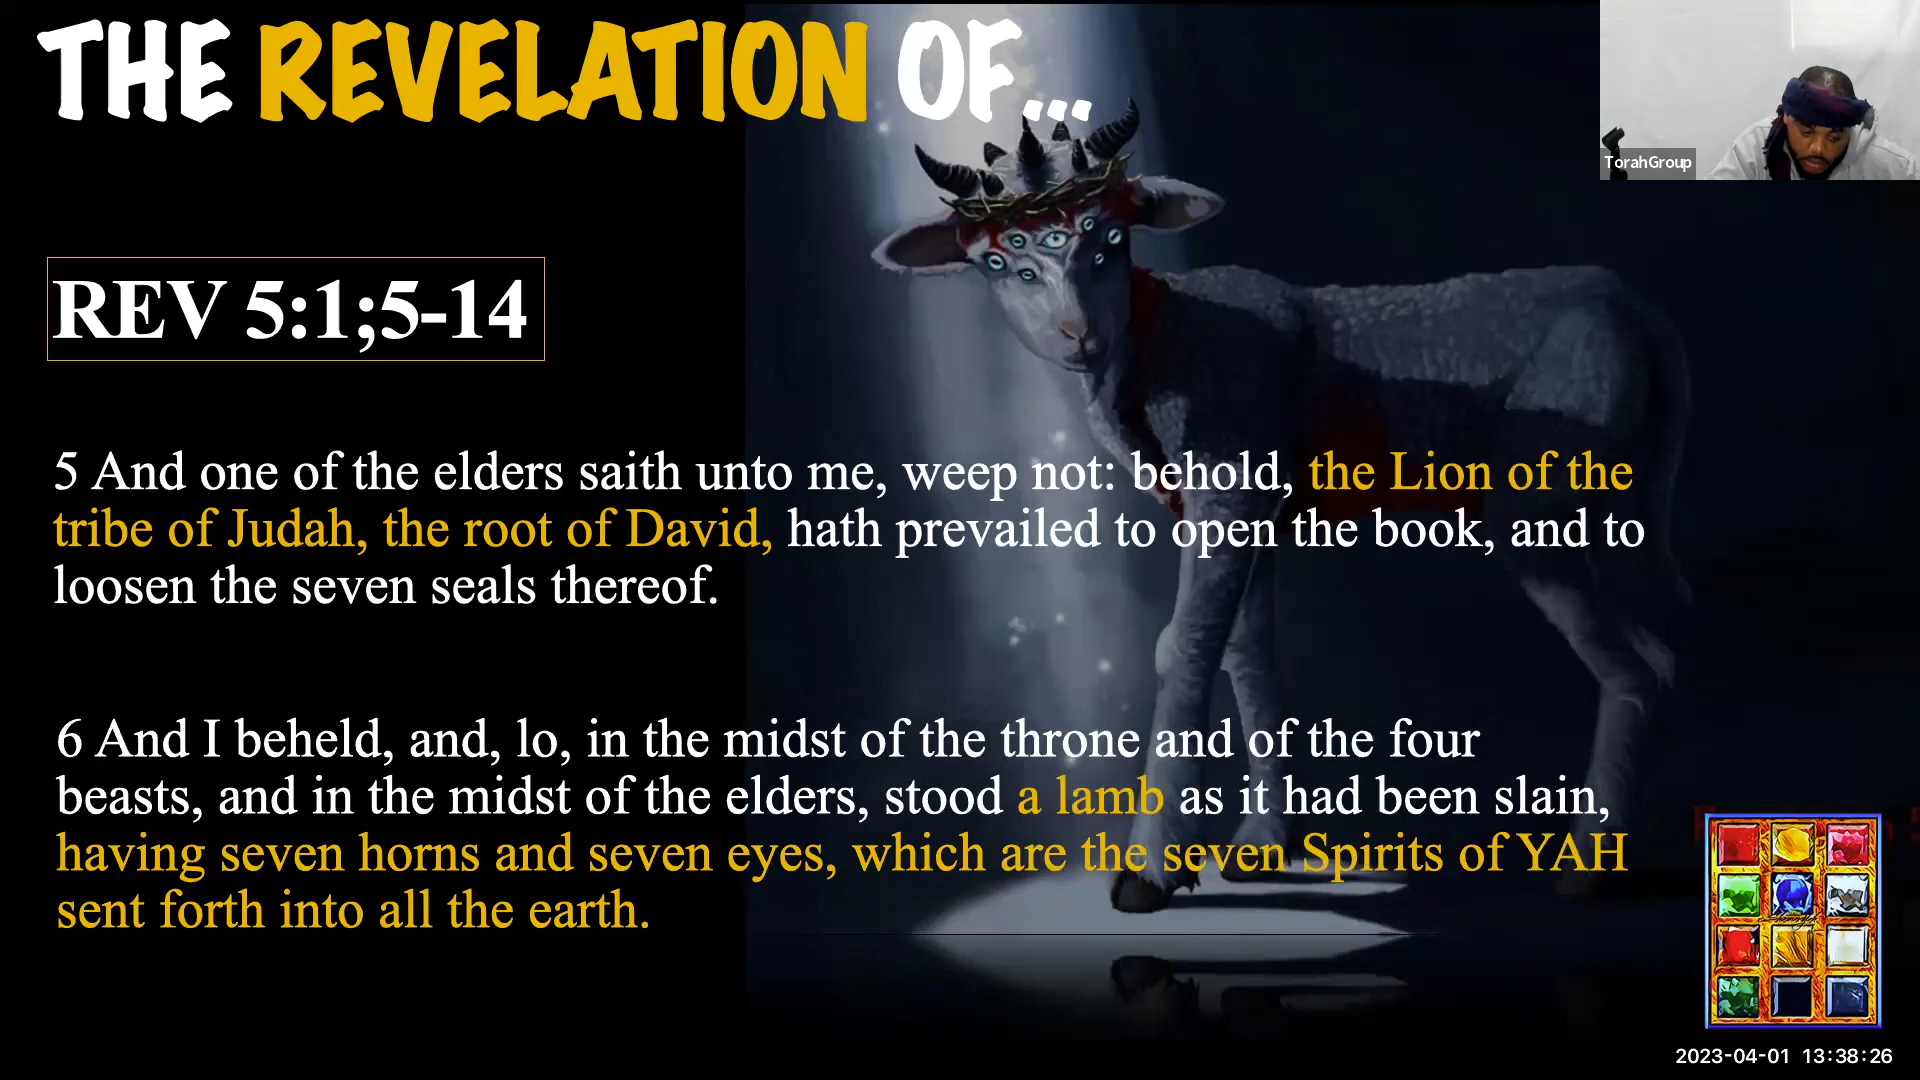 THE REVELATION OF...
TorahGroup
REV 5:1;5-14
5 And one of the elders saith unto me, weep not: behold, the Lion of the
tribe of Judah, the root of David, hath prevailed to open the book, and to
loosen the seven seals thereof.
6 And I beheld, and, lo, in the midst of the throne and of the four
beasts, and in the midst of the elders, stood a lamb as it had been slain,
having seven horns and seven eyes, which are the seven Spirits of YAH
sent forth into all the earth.
2023-04-01 13:38:26